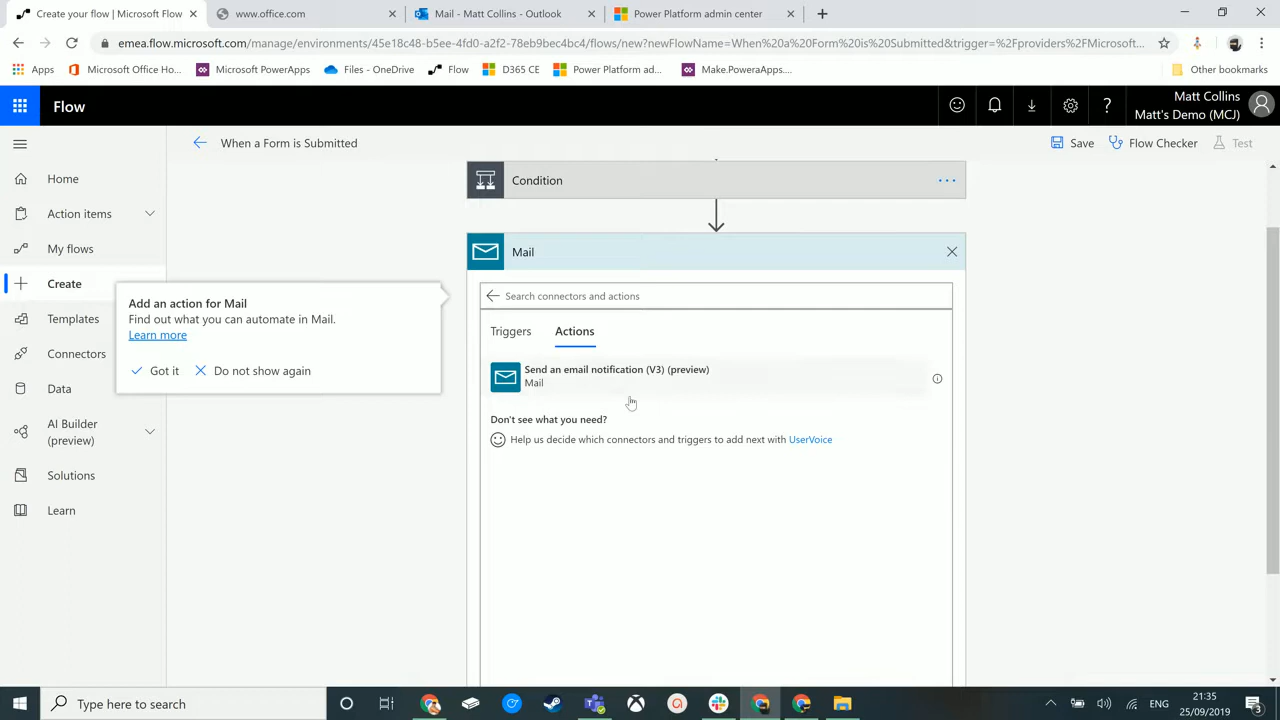 Create your flow | Microsoft Flow
www.office.com
Mail - Matt Collins - Outlook
Power Platform admin center
emea.flow.microsoft.com/manage/environments/45e18c48-b5ee-4fd0-a2f2-78eb9bec4bc4/flows/new?newFlowName=When%20a%20Form%20is%20Submitted&trigger=%2Fproviders%2FMicrosoft...
Apps
Microsoft Office Ho...
Microsoft PowerApps
Files - OneDrive
Flow
D365 CE
Power Platform ad...
Make.PoweraApps....
Other bookmarks
Flow
Matt Collins
Matt's Demo (MCJ)
When a Form is Submitted
Save
Flow Checker
Test
Home
Action items
My flows
Create
Templates
Connectors
Data
AI Builder
(preview)
Solutions
Learn
Add an action for Mail
Find out what you can automate in Mail.
Learn more
Got it
Do not show again
Condition
Mail
Search connectors and actions
Triggers
Actions
Send an email notification (V3) (preview)
Mail
Don't see what you need?
Help us decide which connectors and triggers to add next with UserVoice
Type here to search
ENG
21:35
25/09/2019
3